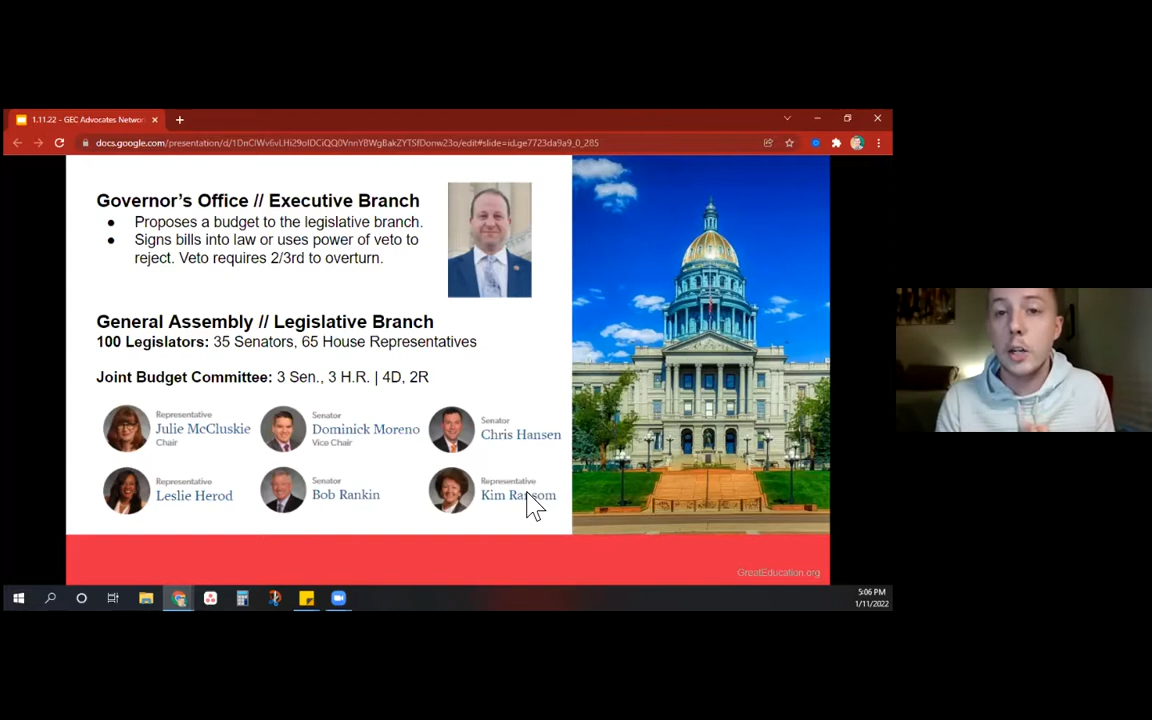 1.11.22 - GEC Advocates Networ
docs.google.com/presentation/d/
Governor's Office // Executive Branch
● Proposes a budget to the legislative branch.
● Signs bills into law or uses power of veto to
reject. Veto requires 2/3rd to overturn.
General Assembly // Legislative Branch
100 Legislators: 35 Senators, 65 House Representatives
Joint Budget Committee: 3 Sen., 3 H.R. | 4D, 2R
Representative
Julie McCluskie
Chair
Senator
Dominick Moreno
Vice Chair
Senator
Chris Hansen
Representative
Leslie Herod
Senator
Bob Rankin
Representative
Kim Ransom
GreatEducation.org
5:06 PM
1/11/2022